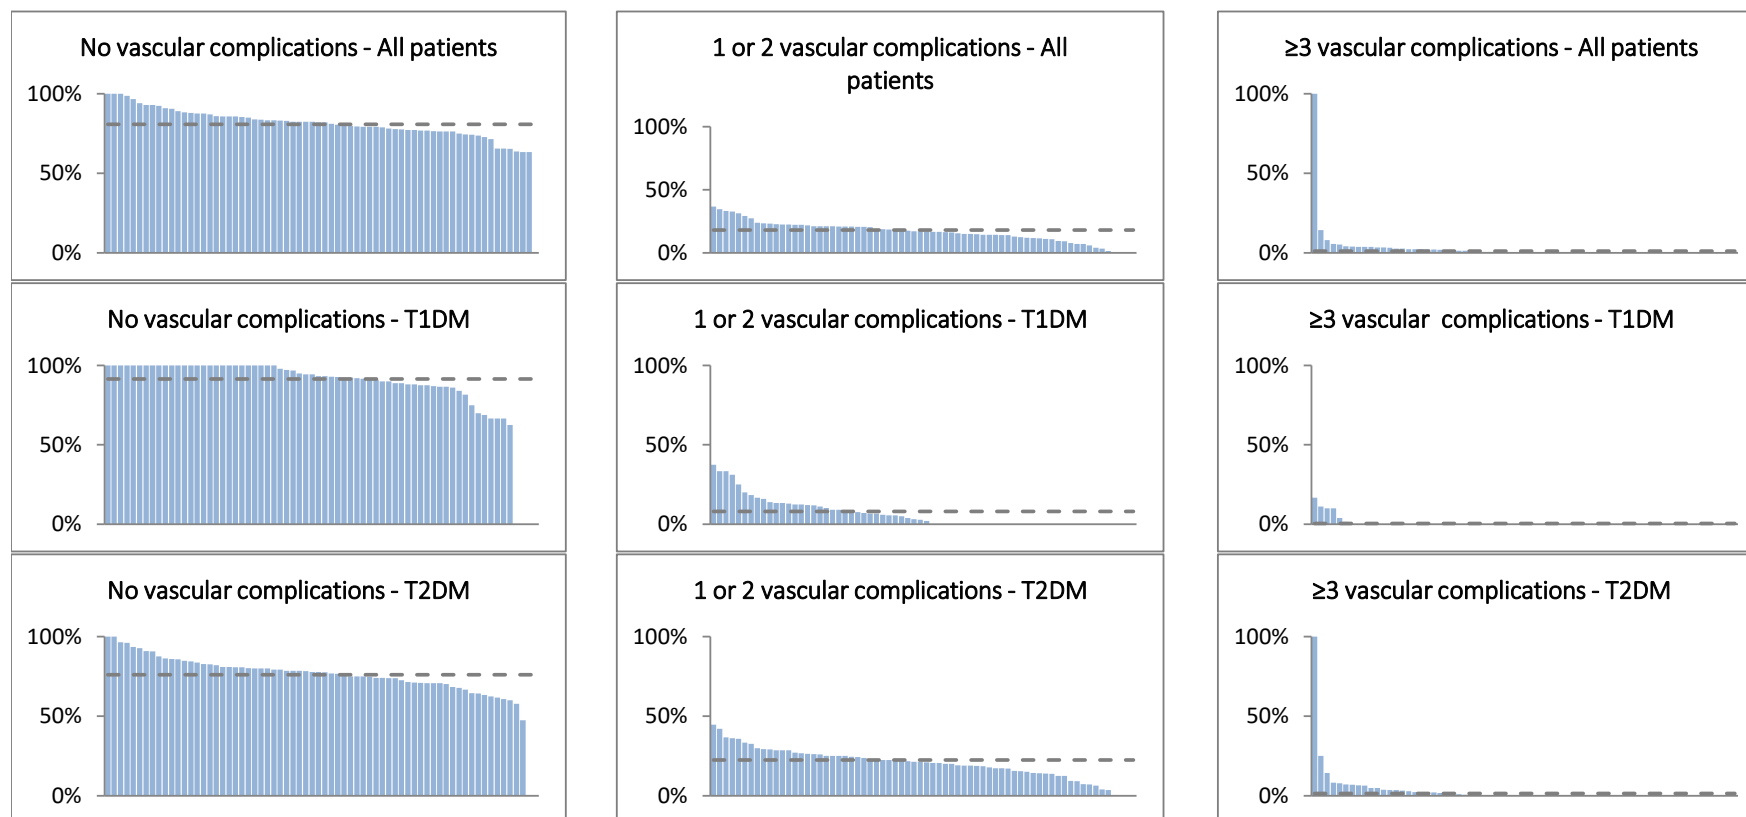 No vascular complications - All patients
100%
50%
0%
1 or 2 vascular complications - All
patients
100%
50%
0%
≥3 vascular complications - All patients
100%
50%
0%
No vascular complications - T1DM
100%
50%
0%
1 or 2 vascular complications - T1DM
100%
50%
0%
≥3 vascular  complications - T1DM
100%
50%
0%
No vascular complications - T2DM
100%
50%
0%
1 or 2 vascular complications - T2DM
100%
50%
0%
≥3 vascular complications - T2DM
100%
50%
0%